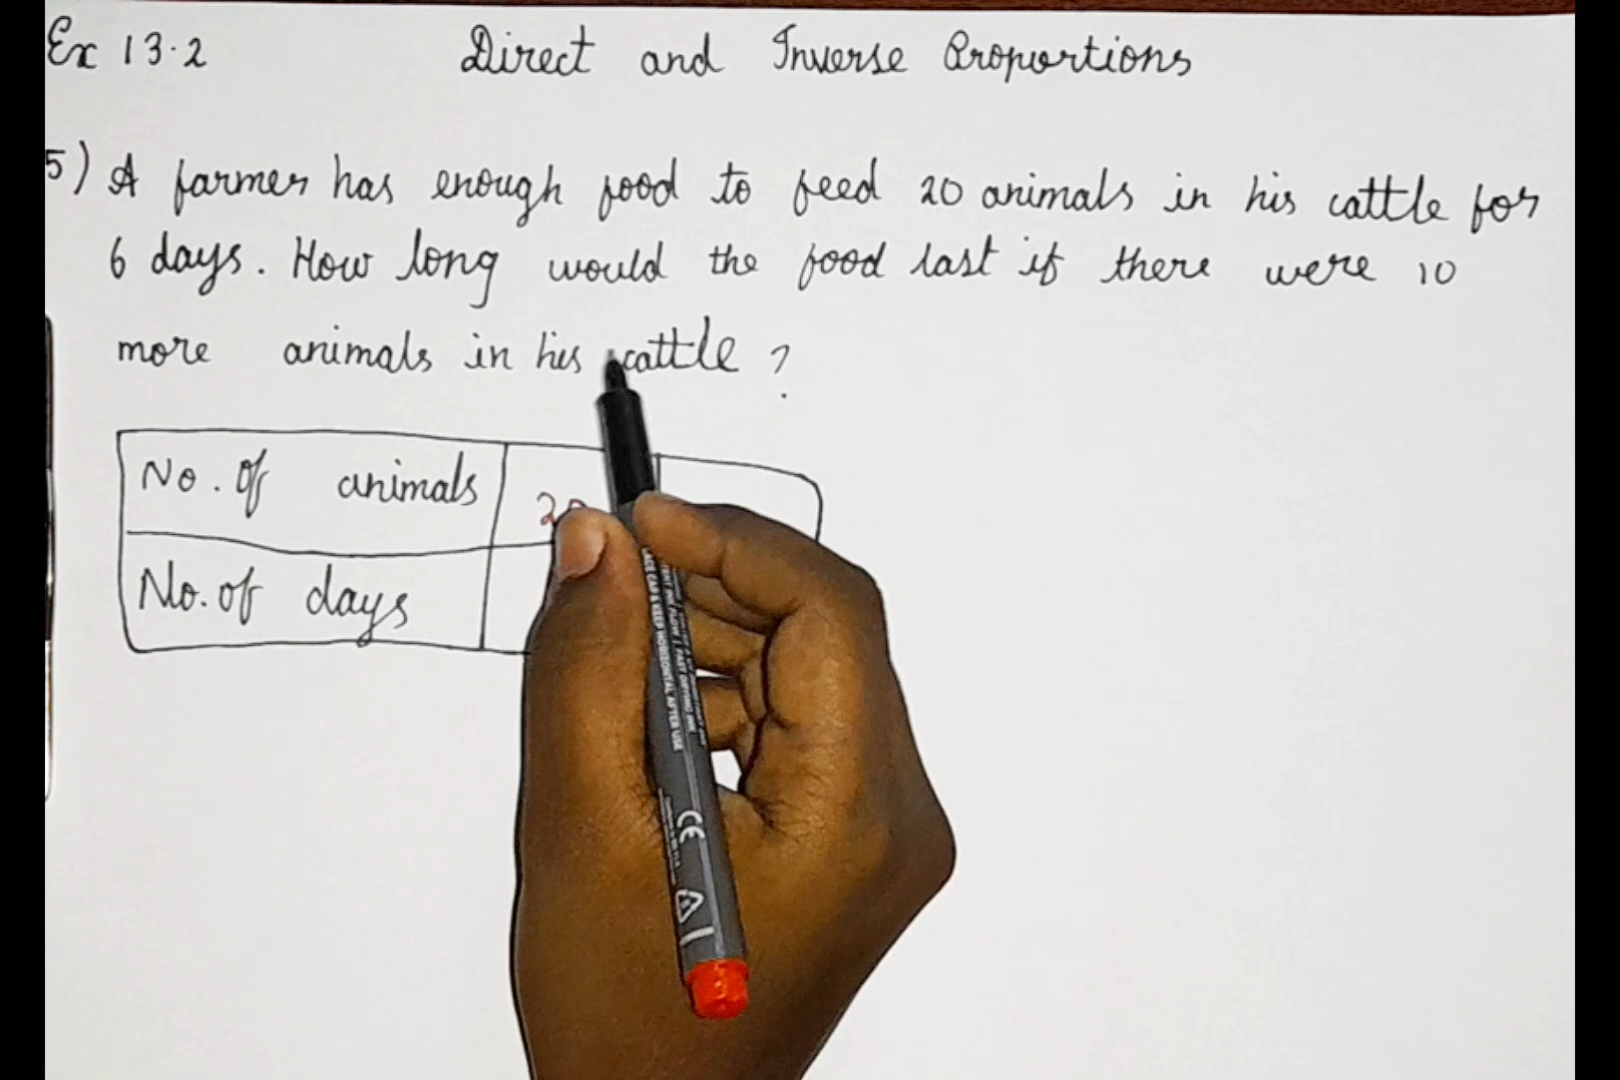 Ex 13.2 Direct and Inverse Proportions
5) A farmer has enough food to feed 20 animals in his cattle for
6 days. How long would the food last if there were 10
more animals in his cattle ?
No. of animals 20
No. of days
CE